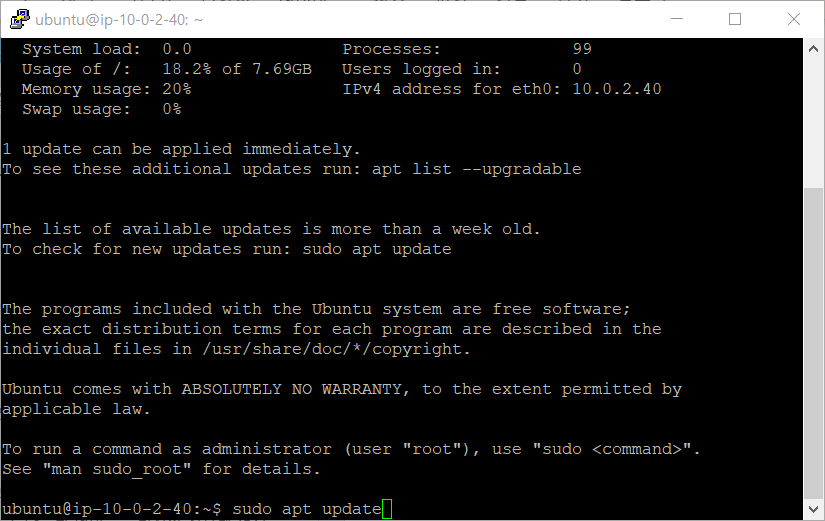 ubuntu@ip-10-0-2-40: ~
System load:  0.0               Processes:             99
Usage of /:   18.2% of 7.69GB   Users logged in:       0
Memory usage: 20%               IPv4 address for eth0: 10.0.2.40
Swap usage:   0%
1 update can be applied immediately.
To see these additional updates run: apt list --upgradable
The list of available updates is more than a week old.
To check for new updates run: sudo apt update
The programs included with the Ubuntu system are free software;
the exact distribution terms for each program are described in the
individual files in /usr/share/doc/*/copyright.
Ubuntu comes with ABSOLUTELY NO WARRANTY, to the extent permitted by
applicable law.
To run a command as administrator (user "root"), use "sudo <command>".
See "man sudo_root" for details.
ubuntu@ip-10-0-2-40:~$ sudo apt update